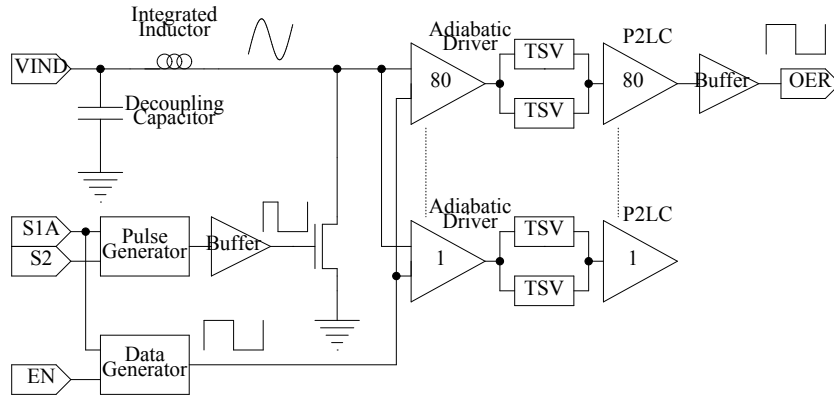 Integrated
Inductor
VIND
Decoupling
Capacitor
Adiabatic
Driver
80
TSV
TSV
P2LC
80
Buffer
OER
S1A
S2
Pulse
Generator
Buffer
Adiabatic
Driver
1
TSV
TSV
P2LC
1
EN
Data
Generator